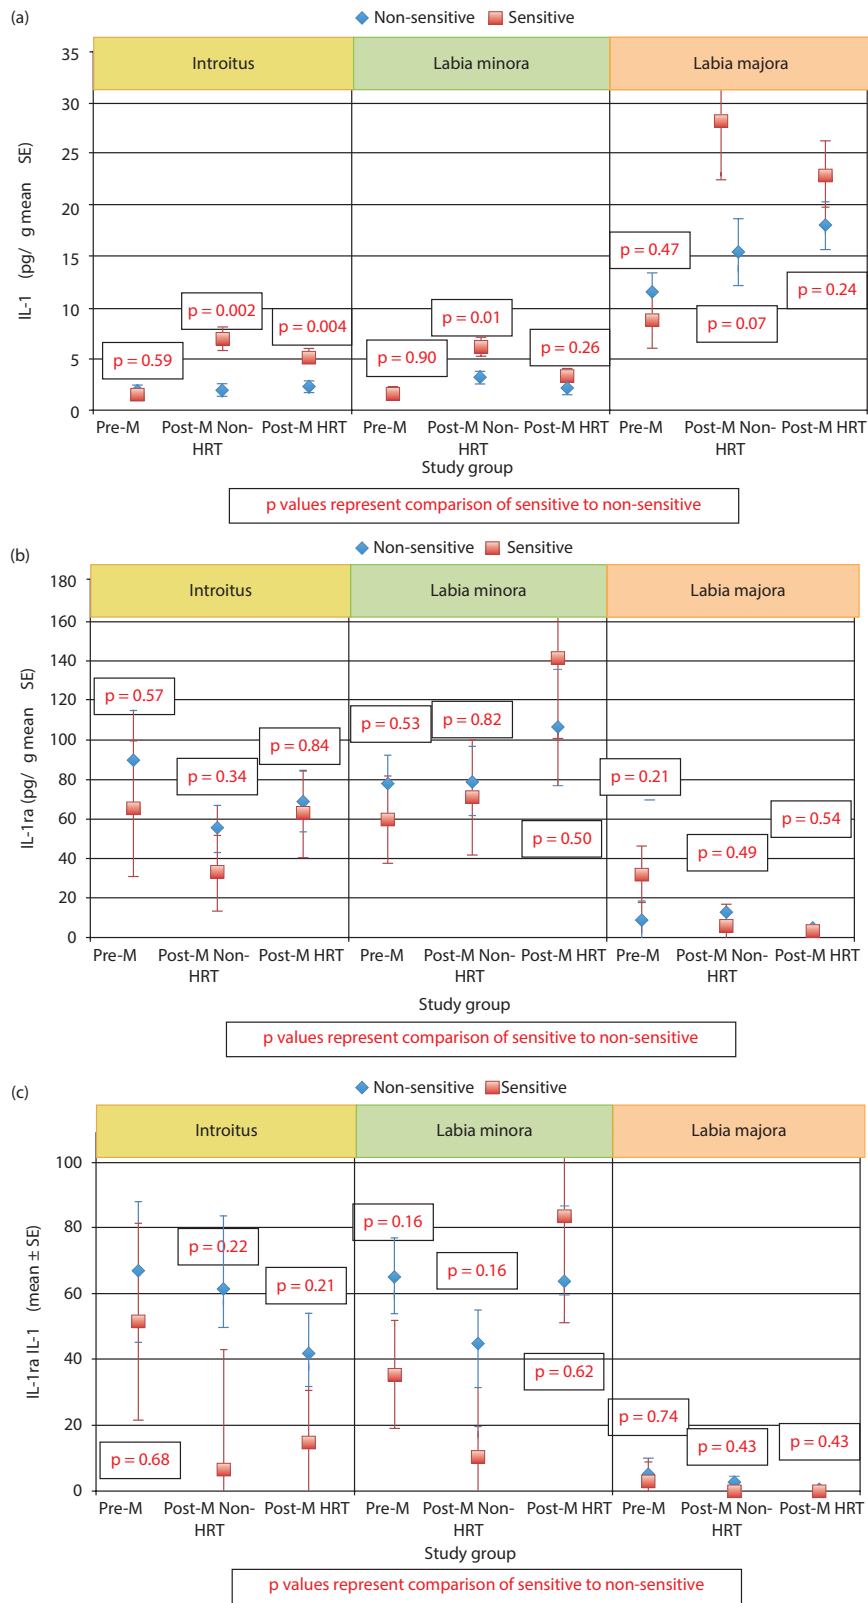 (a)
Non-sensitive Sensitive
Introitus Labia minora Labia majora
IL-1 (pg/ g mean SE)
35
30
25
20
15
10
5
0
p = 0.59
p = 0.002
p = 0.004
p = 0.90
p = 0.01
p = 0.26
p = 0.47
p = 0.07
p = 0.24
Pre-M Post-M Non-HRT Post-M HRT Pre-M Post-M Non-HRT Post-M HRT Pre-M Post-M Non-HRT Post-M HRT
Study group
p values represent comparison of sensitive to non-sensitive
(b)
Non-sensitive Sensitive
Introitus Labia minora Labia majora
IL-1ra (pg/ g mean SE)
180
160
140
120
100
80
60
40
20
0
p = 0.57
p = 0.34
p = 0.84
p = 0.53
p = 0.82
p = 0.50
p = 0.21
p = 0.49
p = 0.54
Pre-M Post-M Non-HRT Post-M HRT Pre-M Post-M Non-HRT Post-M HRT Pre-M Post-M Non-HRT Post-M HRT
Study group
p values represent comparison of sensitive to non-sensitive
(c)
Non-sensitive Sensitive
Introitus Labia minora Labia majora
IL-1ra IL-1 (mean ± SE)
100
80
60
40
20
0
p = 0.68
p = 0.22
p = 0.21
p = 0.16
p = 0.16
p = 0.62
p = 0.74
p = 0.43
p = 0.43
Pre-M Post-M Non-HRT Post-M HRT Pre-M Post-M Non-HRT Post-M HRT Pre-M Post-M Non-HRT Post-M HRT
Study group
p values represent comparison of sensitive to non-sensitive